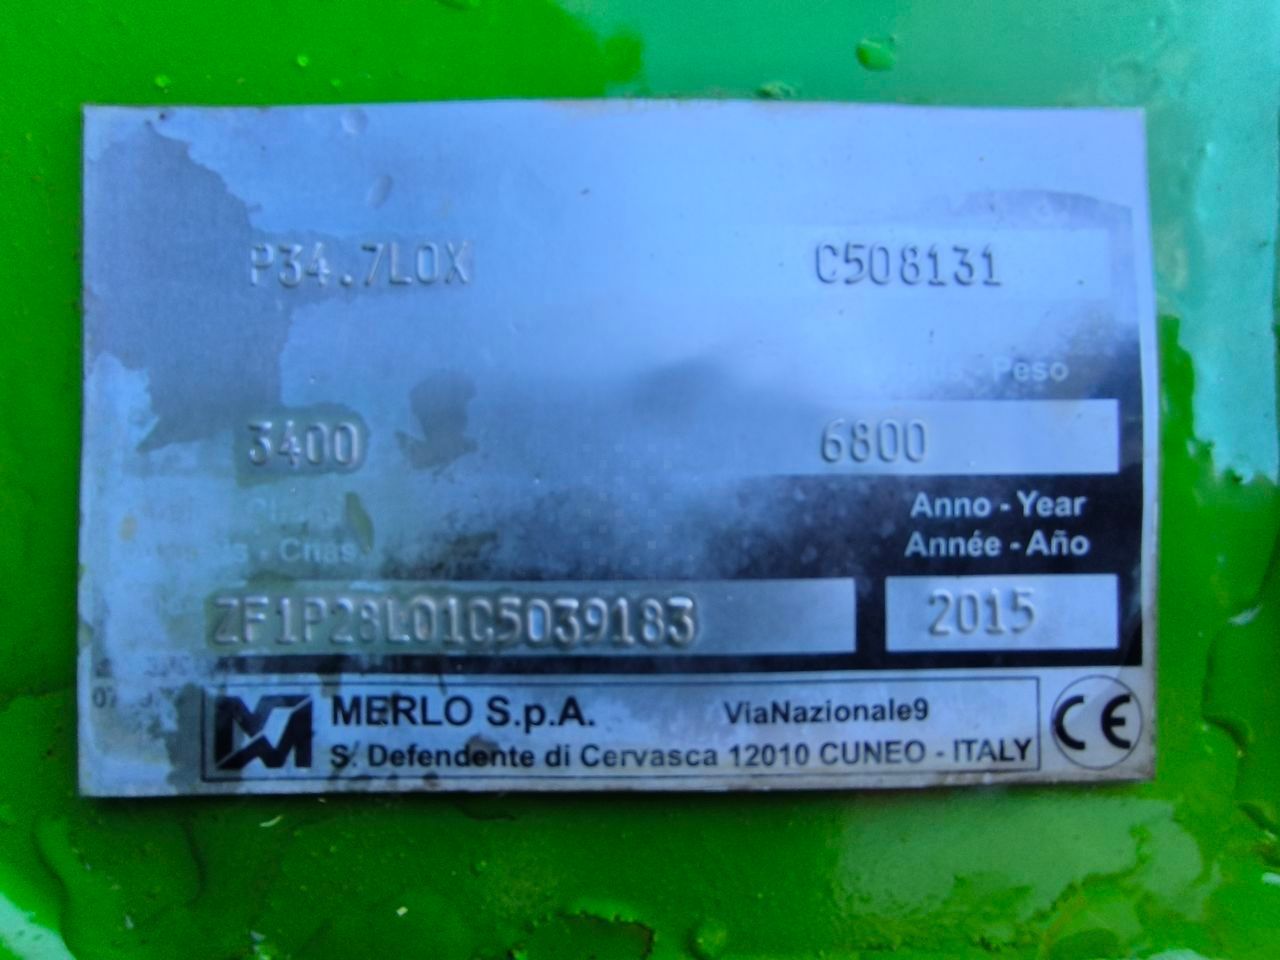 P34.7LOX C508131
- Peso
3400 6800
Anno - Year
Année - Año
ZF1P28L01C5039183 2015
MERLO S.p.A. ViaNazionale9
S. Defendente di Cervasca 12010 CUNEO - ITALY
CE